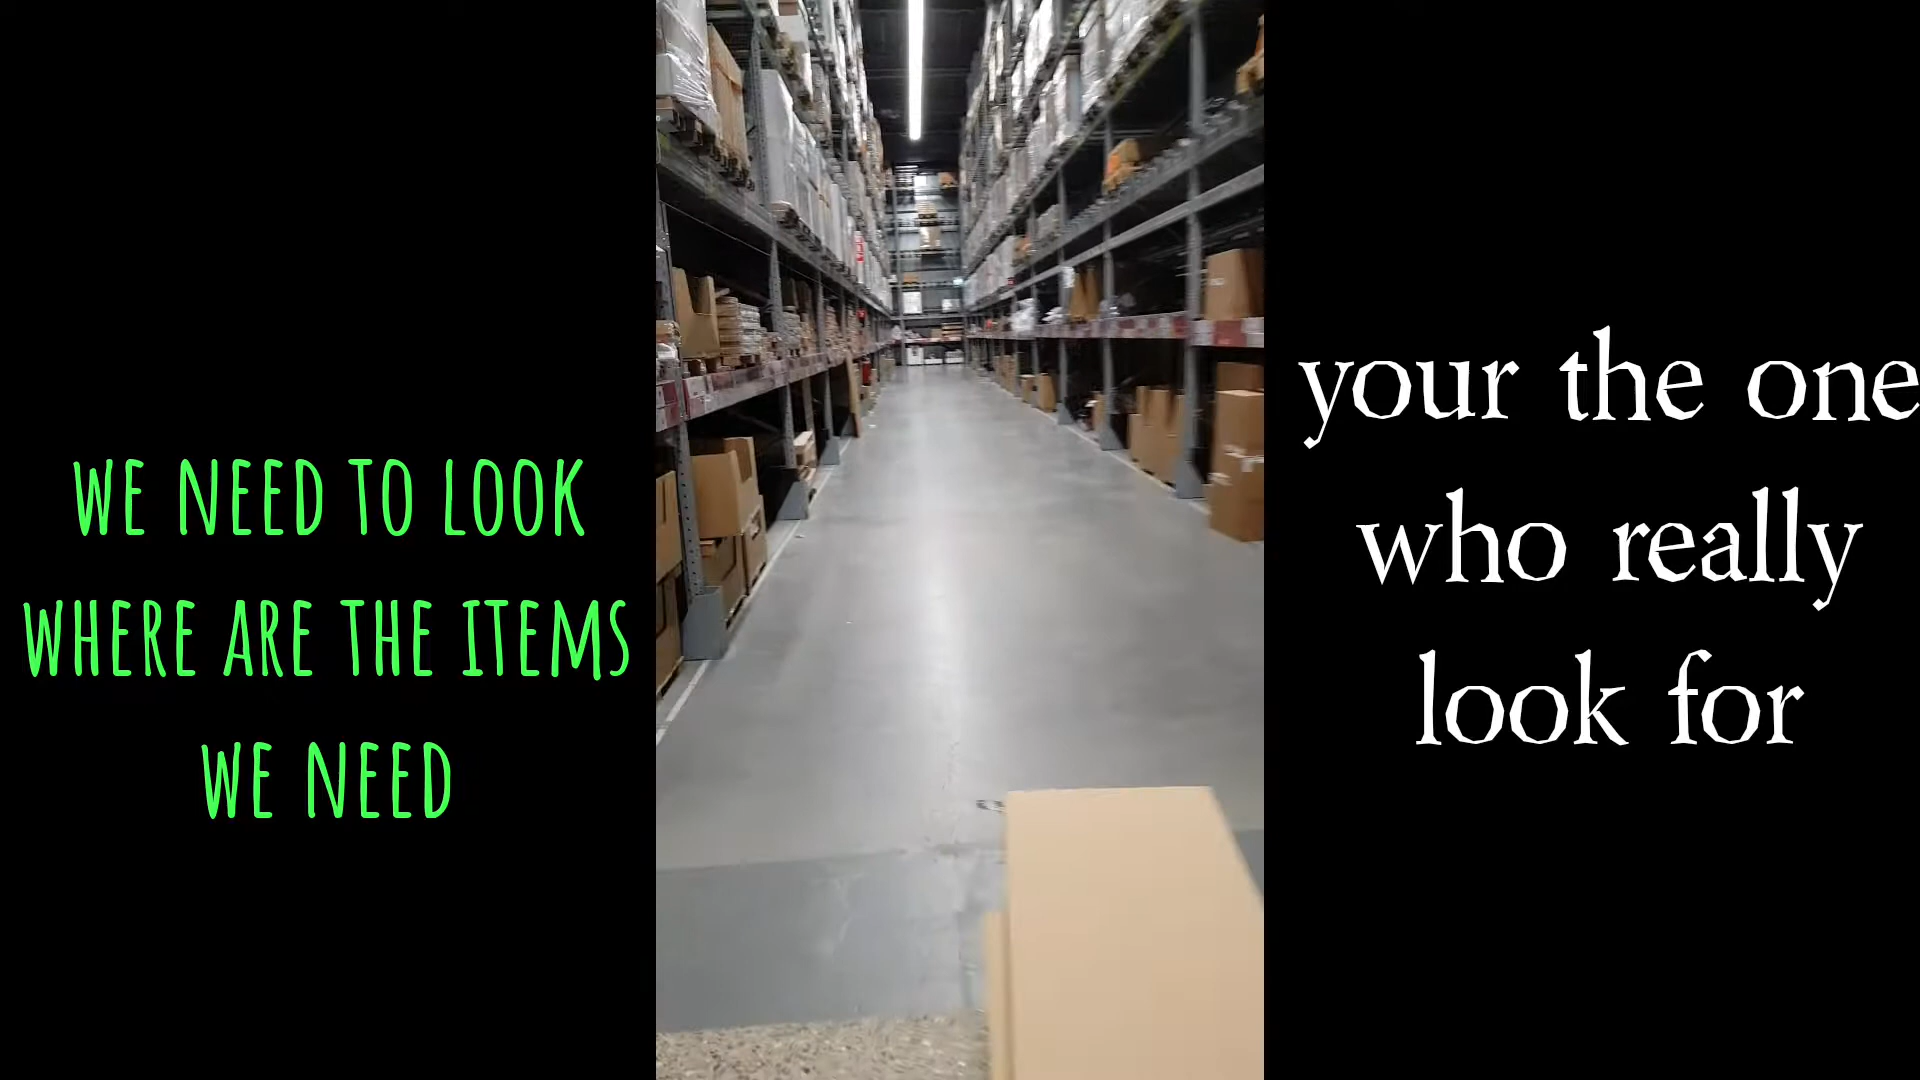 WE NEED TO LOOK
WHERE ARE THE ITEMS
WE NEED
your the one
who really
look for